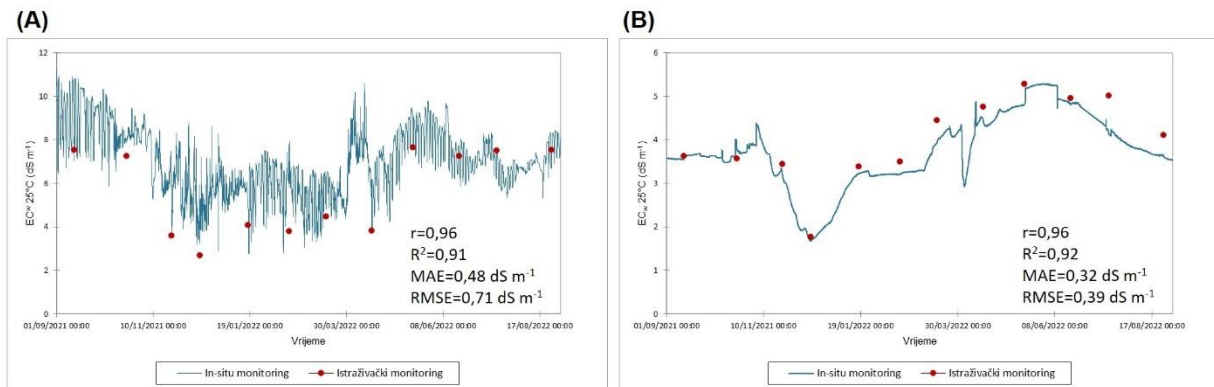 (A)
(B)
12
10
8
6
4
2
0
ECw 25°C (dS m-1)
r=0,96
R2=0,91
MAE=0,48 dS m-1
RMSE=0,71 dS m-1
01/09/2021 00:00 10/11/2021 00:00 19/01/2022 00:00 30/03/2022 00:00 08/06/2022 00:00 17/08/2022 00:00
Vrijeme
In-situ monitoring Istraživački monitoring
6
5
4
3
2
1
0
ECw 25°C (dS m-1)
r=0,96
R2=0,92
MAE=0,32 dS m-1
RMSE=0,39 dS m-1
01/09/2021 00:00 10/11/2021 00:00 19/01/2022 00:00 30/03/2022 00:00 08/06/2022 00:00 17/08/2022 00:00
Vrijeme
In-situ monitoring Istraživački monitoring